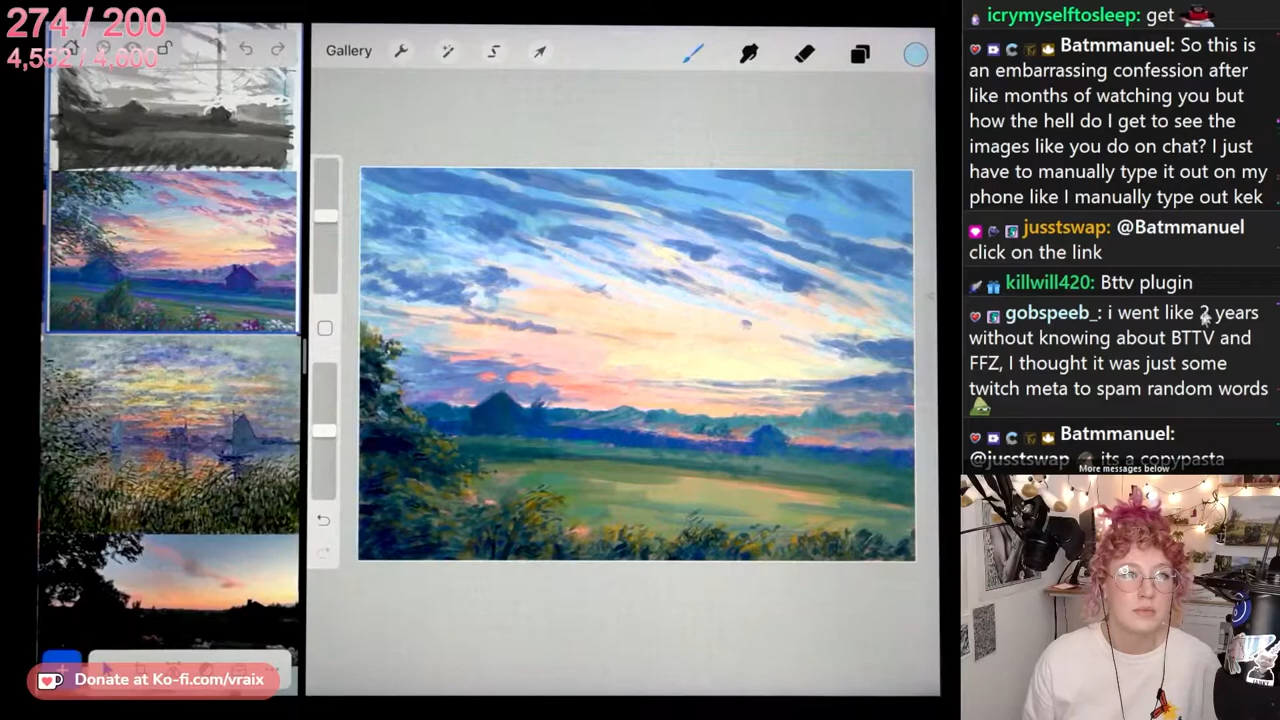 274 / 200
4,552 / 4,000
Gallery
Donate at Ko-fi.com/vraix
icrymyselftosleep: get
Batmmanuel: So this is
an embarrassing confession after
like months of watching you but
how the hell do I get to see the
images like you do on chat? I just
have to manually type it out on my
phone like I manually type out kek
jusstswap: @Batmmanuel
click on the link
killwill420: Bttv plugin
gobspeeb_: i went like 2 years
without knowing about BTTV and
FFZ, I thought it was just some
twitch meta to spam random words
Batmmanuel:
@jusstswap its a copypasta
More messages below